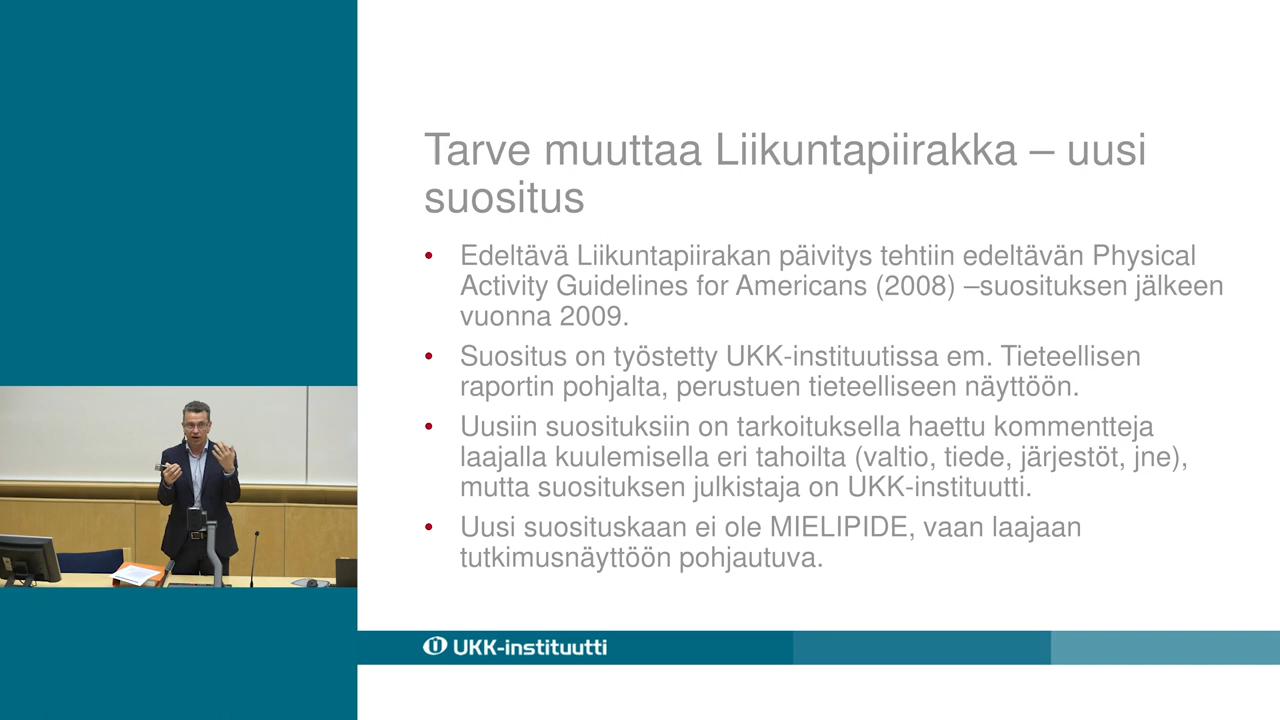 Tarve muuttaa Liikuntapiirakka – uusi
suositus
• Edeltävä Liikuntapiirakan päivitys tehtiin edeltävän Physical
Activity Guidelines for Americans (2008) –suosituksen jälkeen
vuonna 2009.
• Suositus on työstetty UKK-instituutissa em. Tieteellisen
raportin pohjalta, perustuen tieteelliseen näyttöön.
• Uusiin suosituksiin on tarkoituksella haettu kommentteja
laajalla kuulemisella eri tahoilta (valtio, tiede, järjestöt, jne),
mutta suosituksen julkistaja on UKK-instituutti.
• Uusi suosituskaan ei ole MIELIPIDE, vaan laajaan
tutkimusnäyttöön pohjautuva.
UKK-instituutti